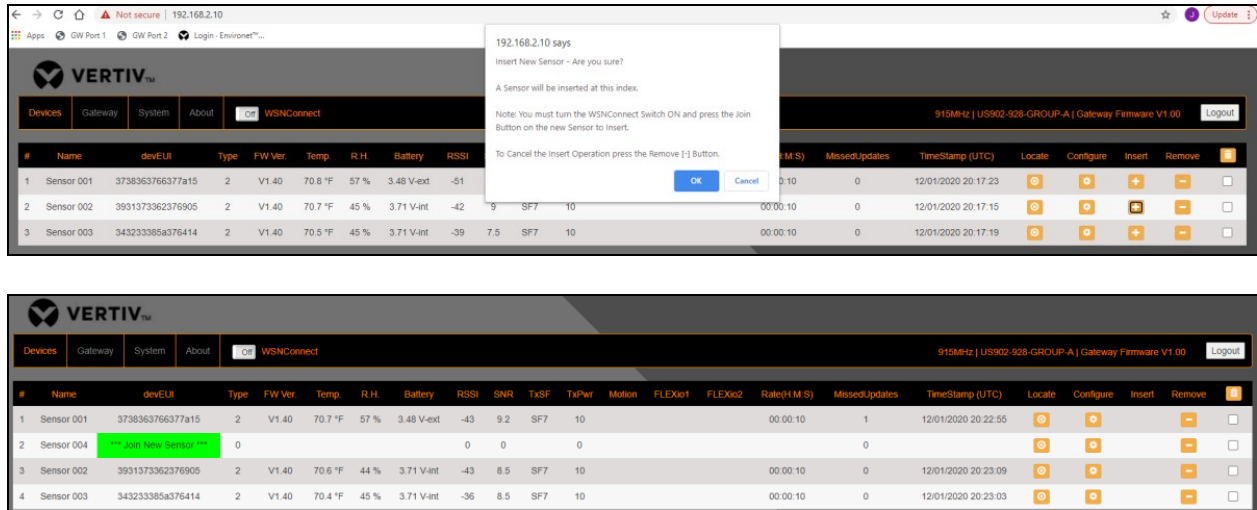 Not secure | 192.168.2.10 Update
Apps GW Port 1 GW Port 2 Login - Environet™...
192.168.2.10 says
Insert New Sensor - Are you sure?
A Sensor will be inserted at this index.
Note: You must turn the WSNConnect Switch ON and press the Join
Button on the new Sensor to Insert.
To Cancel the Insert Operation press the Remove [-] Button.
OK Cancel
VERTIV™
Devices Gateway System About Off WSNConnect 915MHz | US902-928-GROUP-A | Gateway Firmware V1.00 Logout
# Name devEUI Type FW Ver. Temp. R.H. Battery RSSI MissedUpdates TimeStamp (UTC) Locate Configure Insert Remove
1 Sensor 001 3738363766377a15 2 V1.40 70.8 °F 57 % 3.48 V-ext -51 0 12/01/2020 20:17:23
2 Sensor 002 3931373362376905 2 V1.40 70.7 °F 45 % 3.71 V-int -42 9 SF7 10 00:00:10 0 12/01/2020 20:17:15
3 Sensor 003 343233385a376414 2 V1.40 70.5 °F 45 % 3.71 V-int -39 7.5 SF7 10 00:00:10 0 12/01/2020 20:17:19
VERTIV™
Devices Gateway System About Off WSNConnect 915MHz | US902-928-GROUP-A | Gateway Firmware V1.00 Logout
# Name devEUI Type FW Ver. Temp. R.H. Battery RSSI SNR TxSF TxPwr Motion FLEXio1 FLEXio2 Rate(H:M:S) MissedUpdates TimeStamp (UTC) Locate Configure Insert Remove
1 Sensor 001 3738363766377a15 2 V1.40 70.7 °F 57 % 3.48 V-ext -43 9.2 SF7 10 00:00:10 1 12/01/2020 20:22:55
2 Sensor 004 *** Join New Sensor *** 0 0 0 0 0
3 Sensor 002 3931373362376905 2 V1.40 70.6 °F 44 % 3.71 V-int -43 8.5 SF7 10 00:00:10 0 12/01/2020 20:23:09
4 Sensor 003 343233385a376414 2 V1.40 70.4 °F 45 % 3.71 V-int -36 8.5 SF7 10 00:00:10 0 12/01/2020 20:23:03